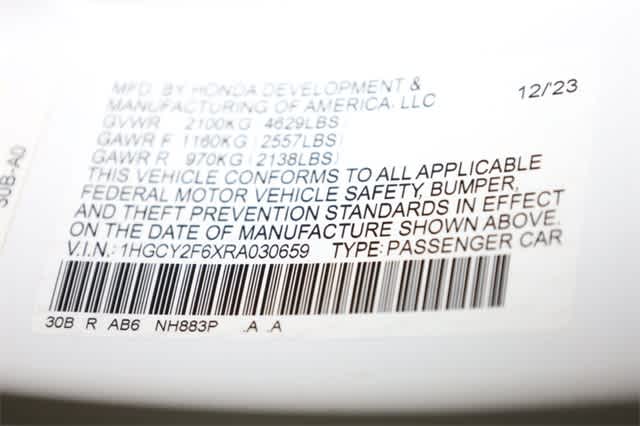 MFD. BY HONDA DEVELOPMENT &
MANUFACTURING OF AMERICA, LLC
12/'23
GVWR 2100KG 4629LBS)
GAWR F 1160KG (2557LBS)
GAWR R 970KG (2138LBS)
THIS VEHICLE CONFORMS TO ALL APPLICABLE
FEDERAL MOTOR VEHICLE SAFETY, BUMPER,
AND THEFT PREVENTION STANDARDS IN EFFECT
ON THE DATE OF MANUFACTURE SHOWN ABOVE.
V.I.N.: 1HGCY2F6XRA030659 TYPE: PASSENGER CAR
30B R AB6 NH883P .A .A
30B-A0